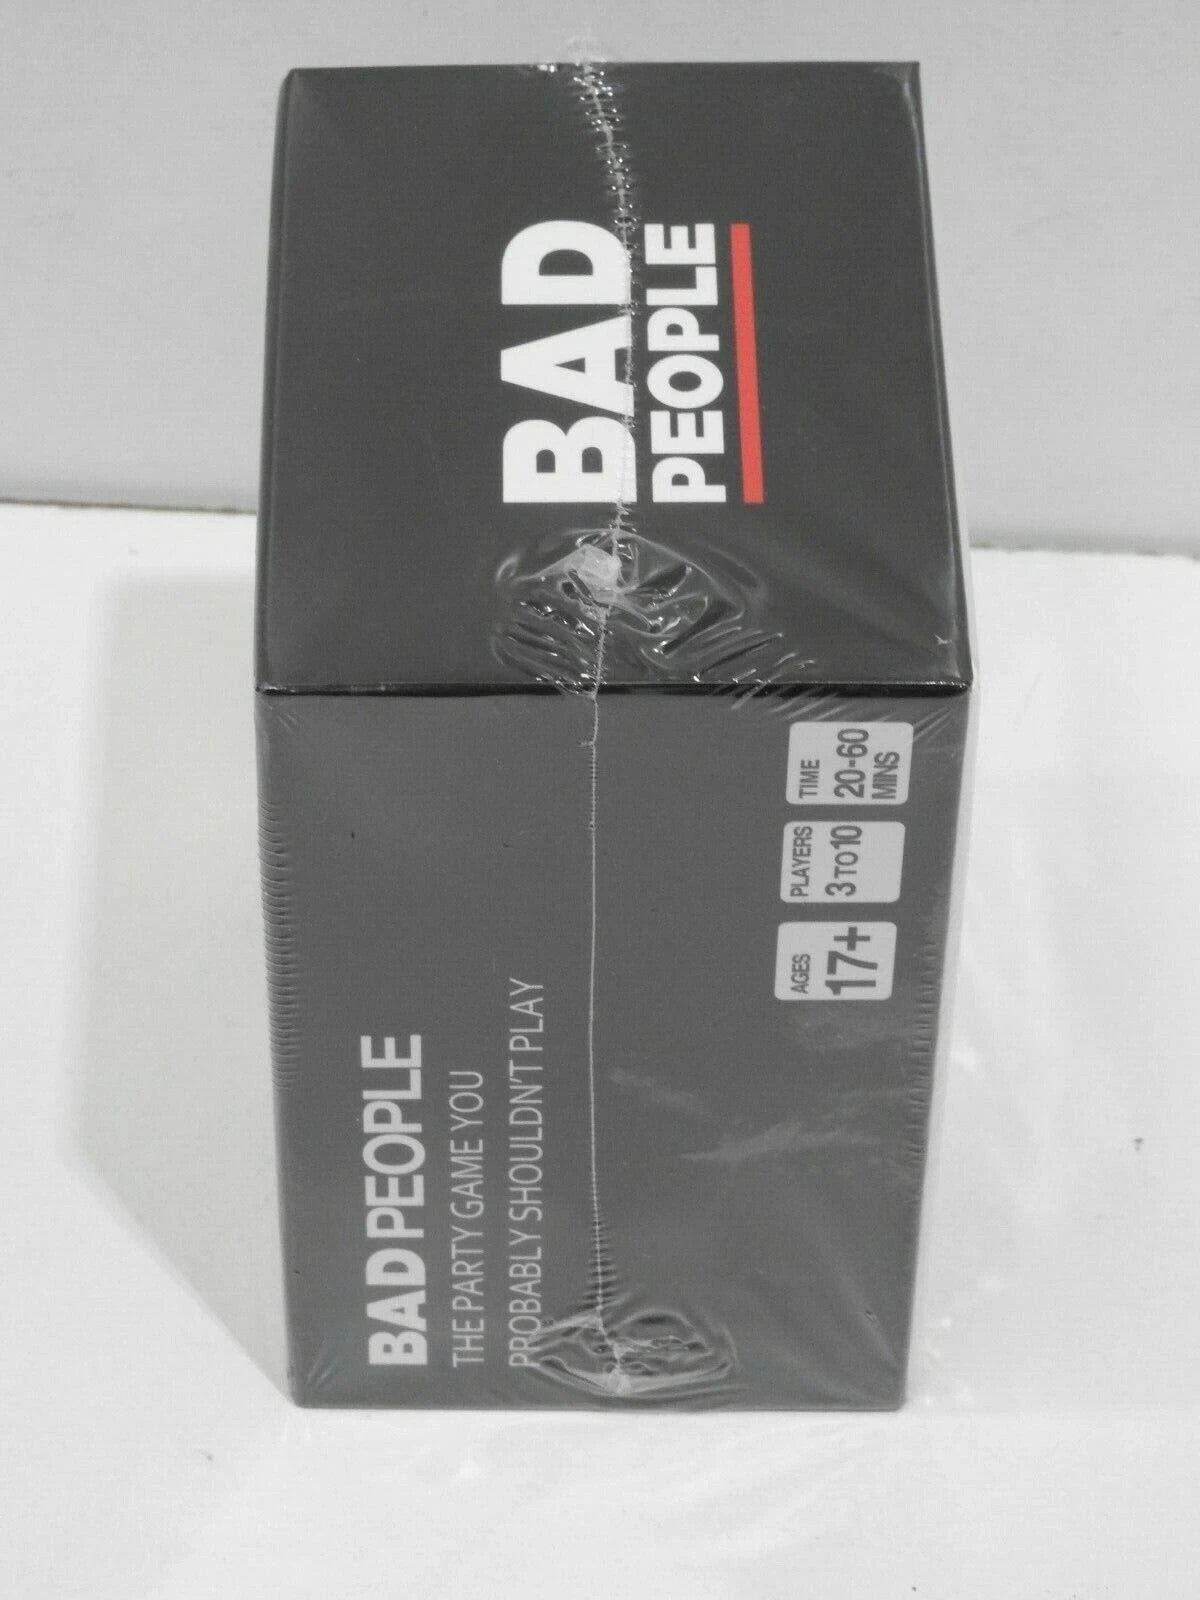 BAD
PEOPLE
BAD PEOPLE
THE PARTY GAME YOU
PROBABLY SHOULDN'T PLAY
AGES
17+
PLAYERS
3 TO 10
TIME
20-60
MINS